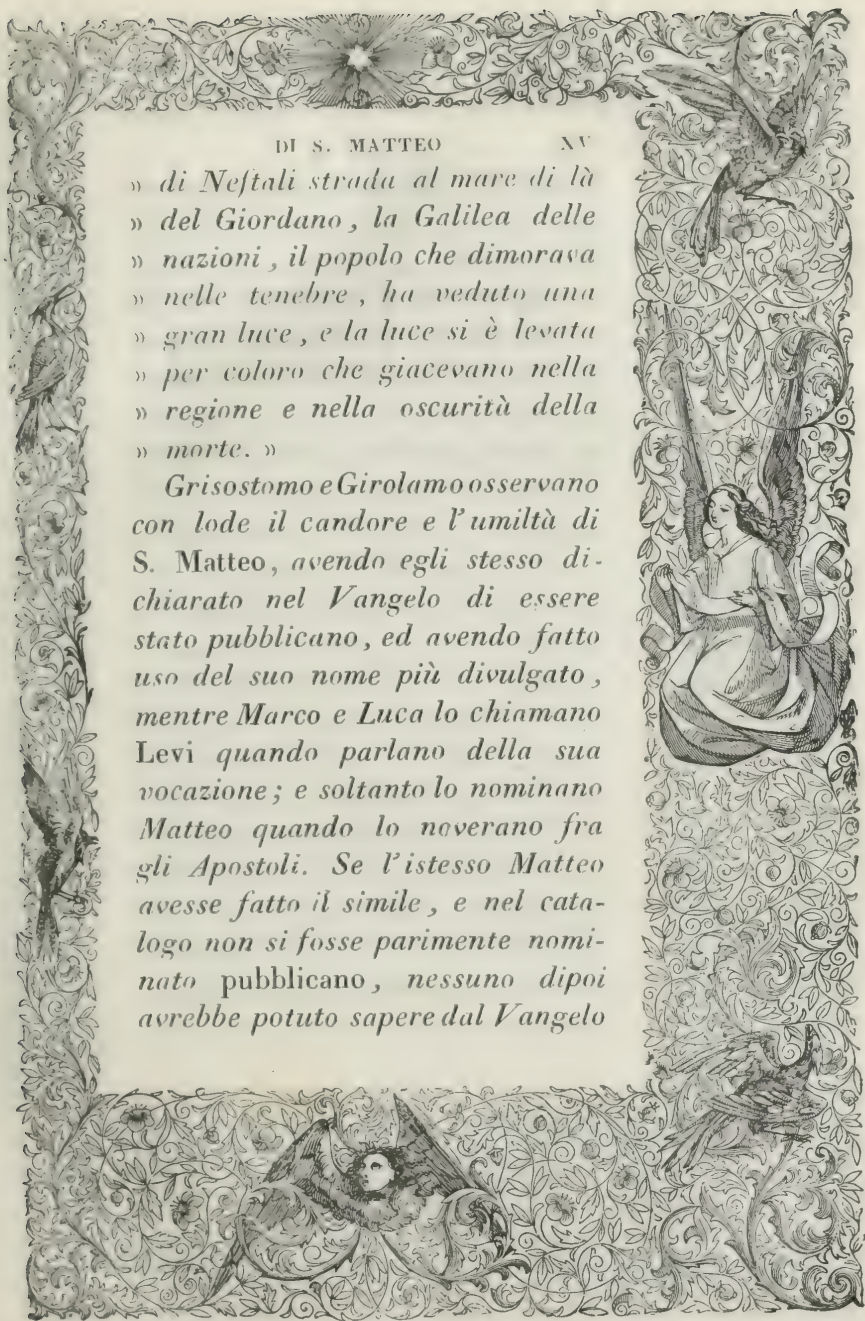 DI S. MATTEO XV
» di Neftali strada al mare di là
» del Giordano, la Galilea delle
» nazioni, il popolo che dimorava
» nelle tenebre, ha veduto una
» gran luce, e la luce si è levata
» per coloro che giacevano nella
» regione e nella oscurità della
» morte. »
Grisostomo e Girolamo osservano
con lode il candore e l'umiltà di
S. Matteo, avendo egli stesso di-
chiarato nel Vangelo di essere
stato pubblicano, ed avendo fatto
uso del suo nome più divulgato,
mentre Marco e Luca lo chiamano
Levi quando parlano della sua
vocazione; e soltanto lo nominano
Matteo quando lo noverano fra
gli Apostoli. Se l'istesso Matteo
avesse fatto il simile, e nel cata-
logo non si fosse parimente nomi-
nato pubblicano, nessuno dipoi
avrebbe potuto sapere dal Vangelo